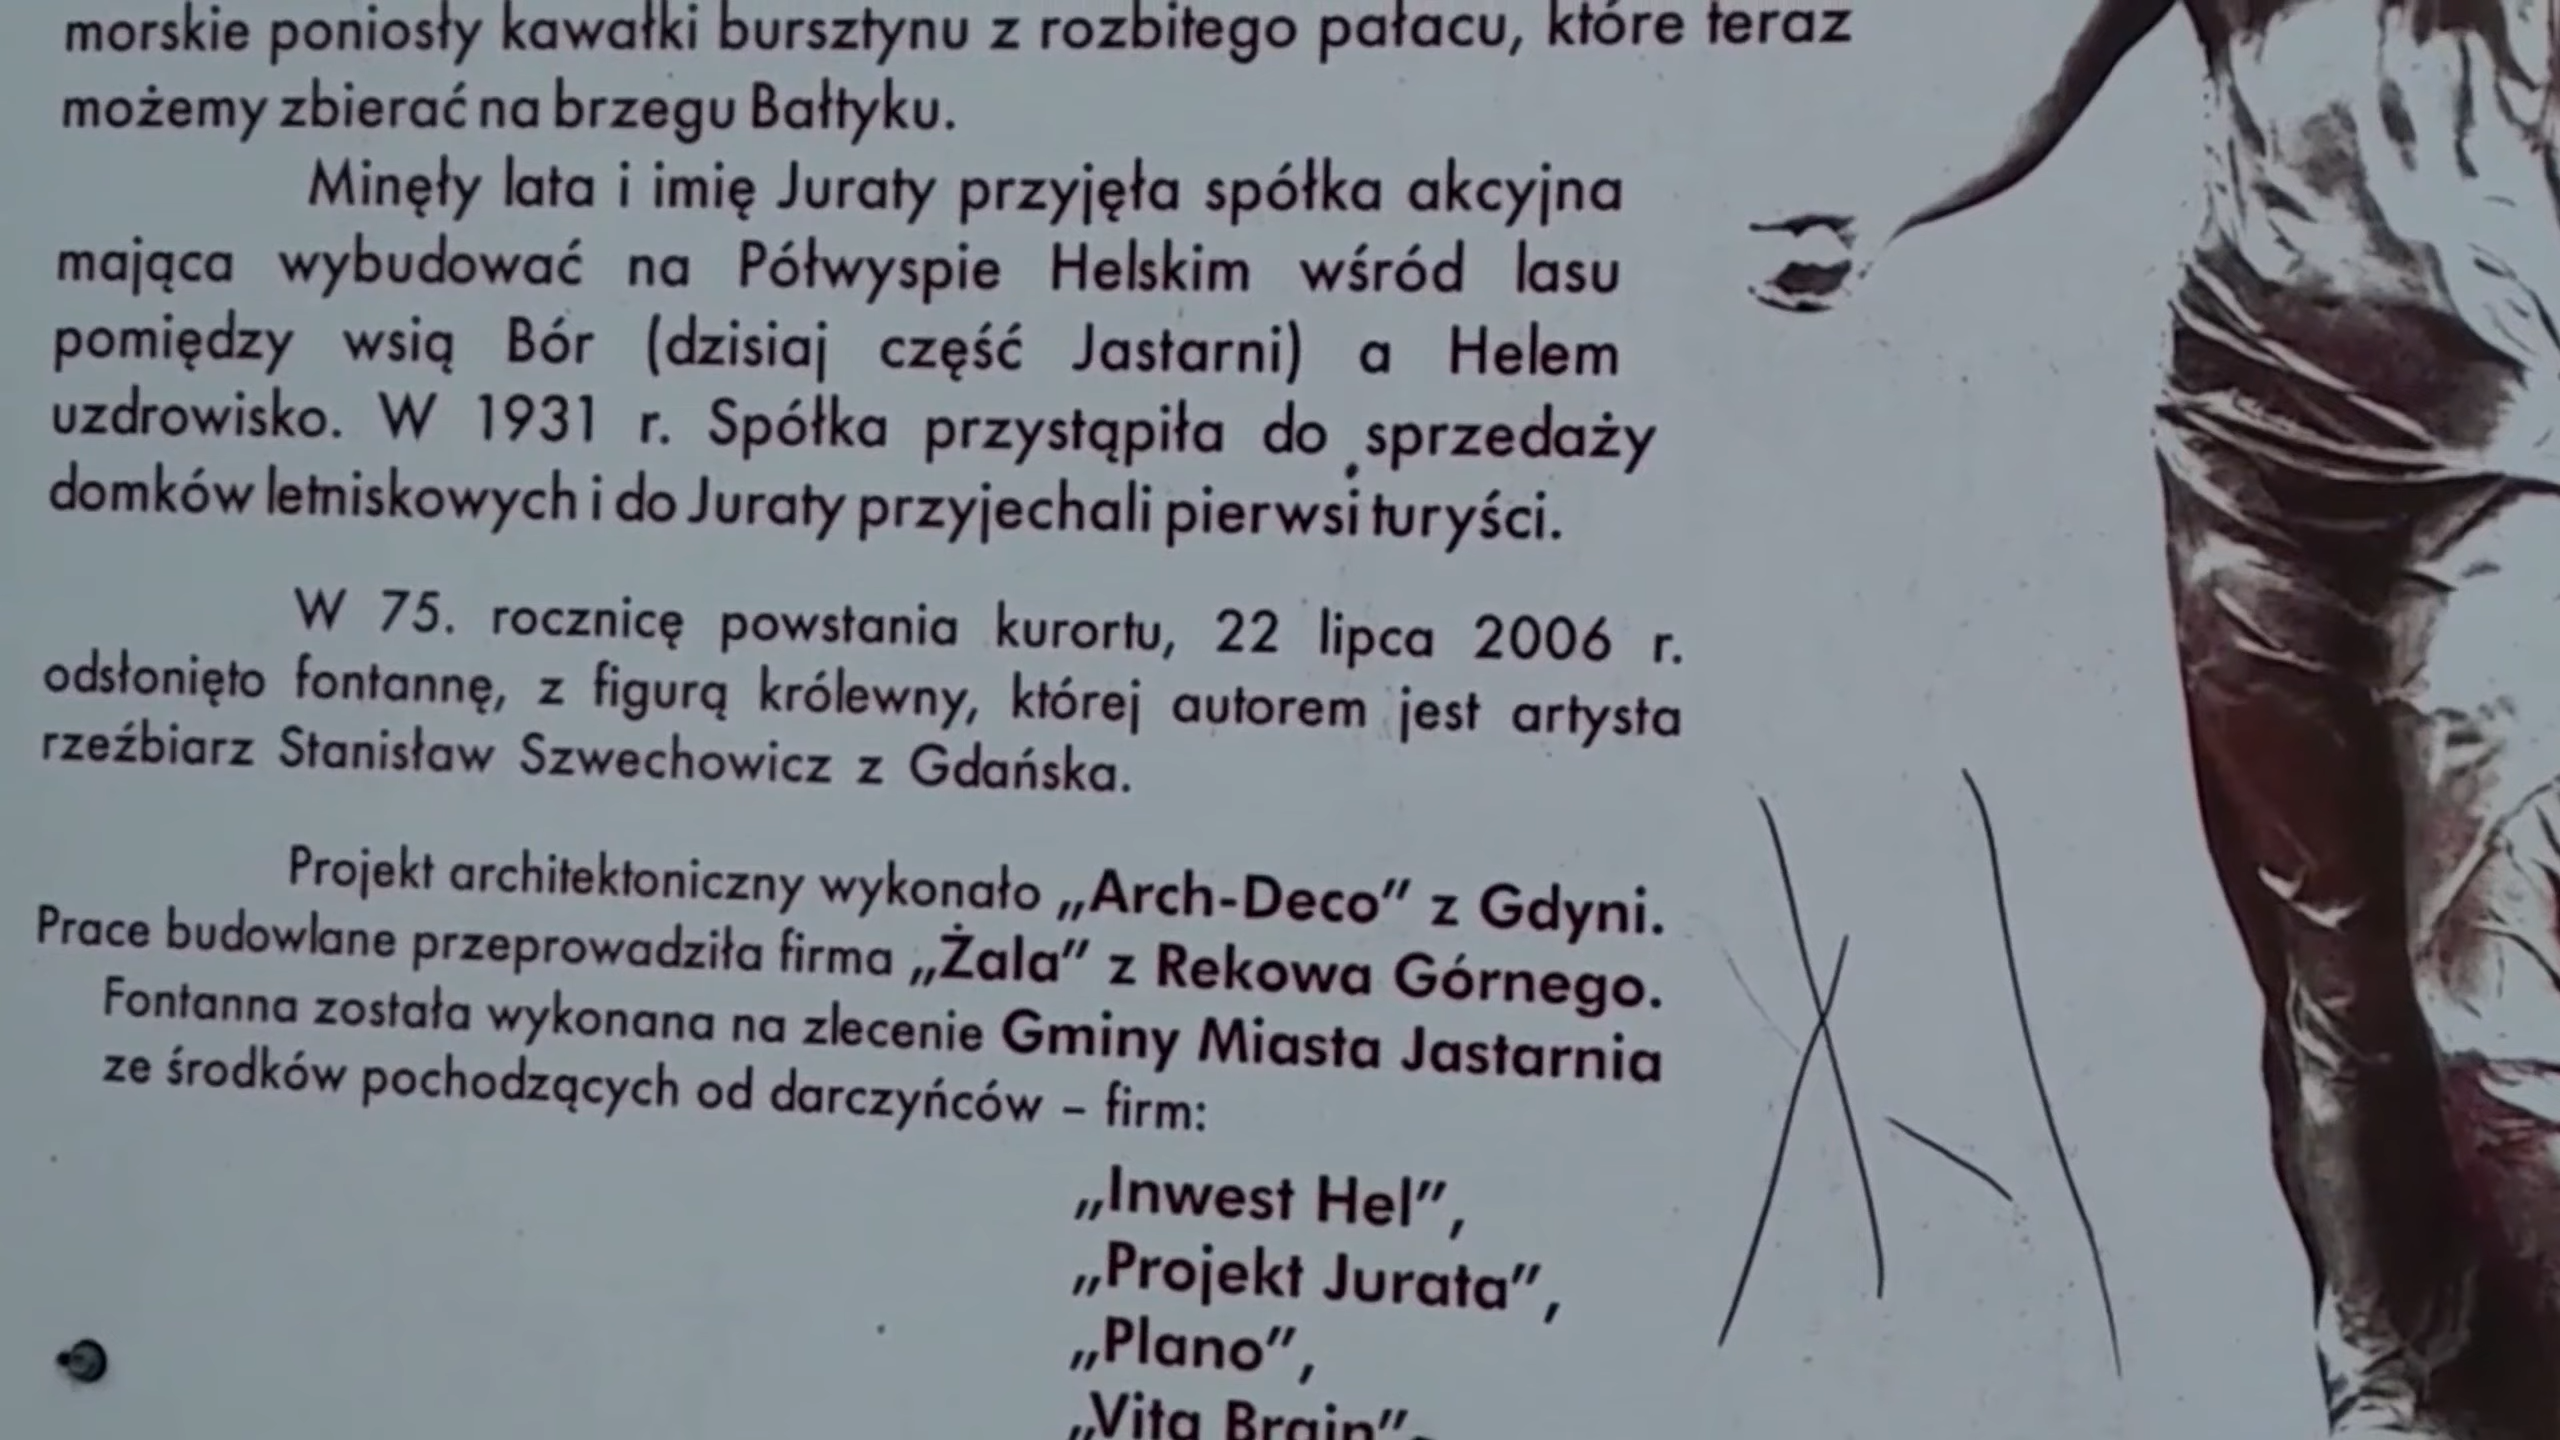 morskie poniosły kawałki bursztynu z rozbitego pałacu, które teraz
możemy zbierać na brzegu Bałtyku.
Minęły lata i imię Juraty przyjęła spółka akcyjna
mająca wybudować na Półwyspie Helskim wśród lasu
pomiędzy wsią Bór (dzisiaj część Jastarni) a Helem
uzdrowisko. W 1931 r. Spółka przystąpiła do sprzedaży
domków letniskowych i do Juraty przyjechali pierwsi turyści.
W 75. rocznicę powstania kurortu, 22 lipca 2006 r.
odsłonięto fontannę, z figurą królewny, której autorem jest artysta
rzeźbiarz Stanisław Szwechowicz z Gdańska.
Projekt architektoniczny wykonało „Arch-Deco” z Gdyni.
Prace budowlane przeprowadziła firma „Żala” z Rekowa Górnego.
Fontanna została wykonana na zlecenie Gminy Miasta Jastarnia
ze środków pochodzących od darczyńców – firm:
„Inwest Hel”,
„Projekt Jurata”,
„Plano”,
„Vita Brain”,